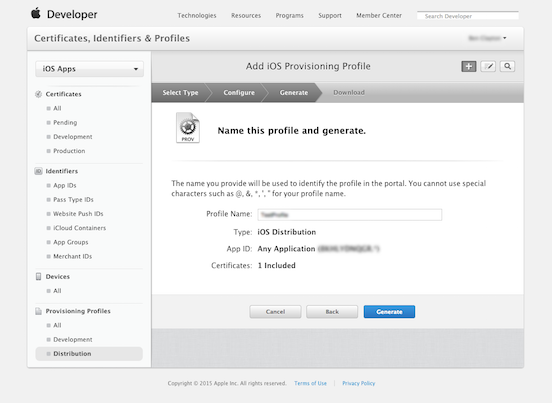 Developer
Technologies Resources Programs Support Member Center Search Developer
Certificates, Identifiers & Profiles
iOS Apps
Add iOS Provisioning Profile
Select Type Configure Generate Download
Certificates
All
Pending
Development
Production
Identifiers
App IDs
Pass Type IDs
Website Push IDs
iCloud Containers
App Groups
Merchant IDs
Devices
All
Provisioning Profiles
All
Development
Distribution
PROV
Name this profile and generate.
The name you provide will be used to identify the profile in the portal. You cannot use special
characters such as @, &, *, ', " for your profile name.
Profile Name:
Type: iOS Distribution
App ID: Any Application
Certificates: 1 Included
Cancel Back Generate
Copyright © 2015 Apple Inc. All rights reserved. Terms of Use | Privacy Policy